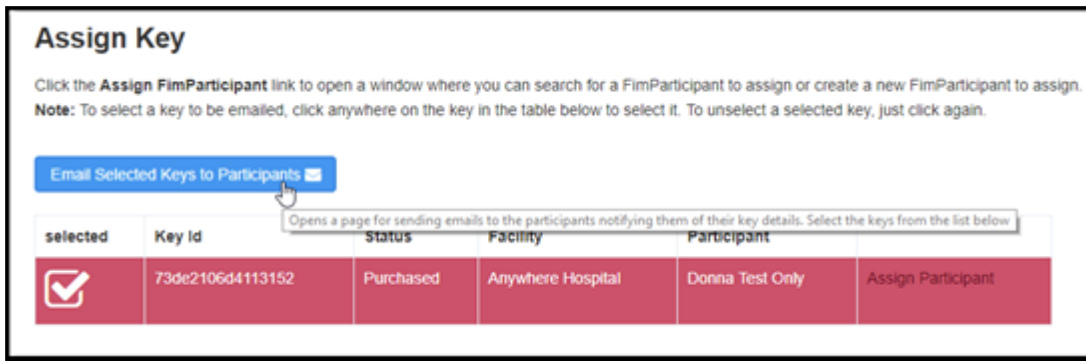 Assign Key
Click the Assign FimParticipant link to open a window where you can search for a FimParticipant to assign or create a new FimParticipant to assign.
Note: To select a key to be emailed, click anywhere on the key in the table below to select it. To unselect a selected key, just click again.
Email Selected Keys to Participants
Opens a page for sending emails to the participants notifying them of their key details. Select the keys from the list below
selected Key Id Status Facility Participant
73de2106d4113152 Purchased Anywhere Hospital Donna Test Only Assign Participant